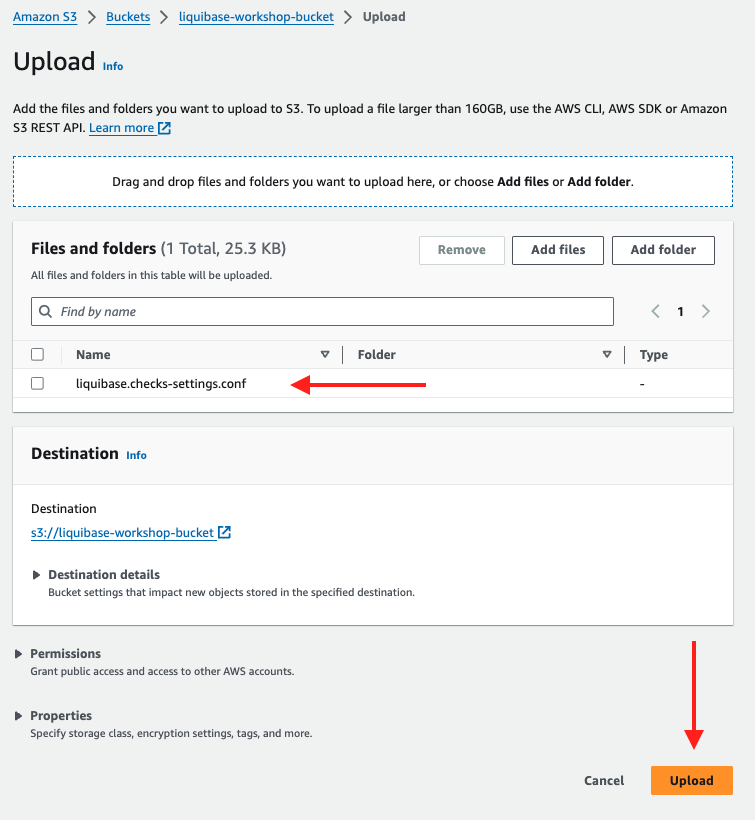 Amazon S3 > Buckets > liquibase-workshop-bucket > Upload
Upload Info
Add the files and folders you want to upload to S3. To upload a file larger than 160GB, use the AWS CLI, AWS SDK or Amazon
S3 REST API. Learn more
Drag and drop files and folders you want to upload here, or choose Add files or Add folder.
Files and folders (1 Total, 25.3 KB)
Remove
Add files
Add folder
All files and folders in this table will be uploaded.
Find by name
1
Name
Folder
Type
liquibase.checks-settings.conf
-
Destination Info
Destination
s3://liquibase-workshop-bucket
Destination details
Bucket settings that impact new objects stored in the specified destination.
Permissions
Grant public access and access to other AWS accounts.
Properties
Specify storage class, encryption settings, tags, and more.
Cancel
Upload